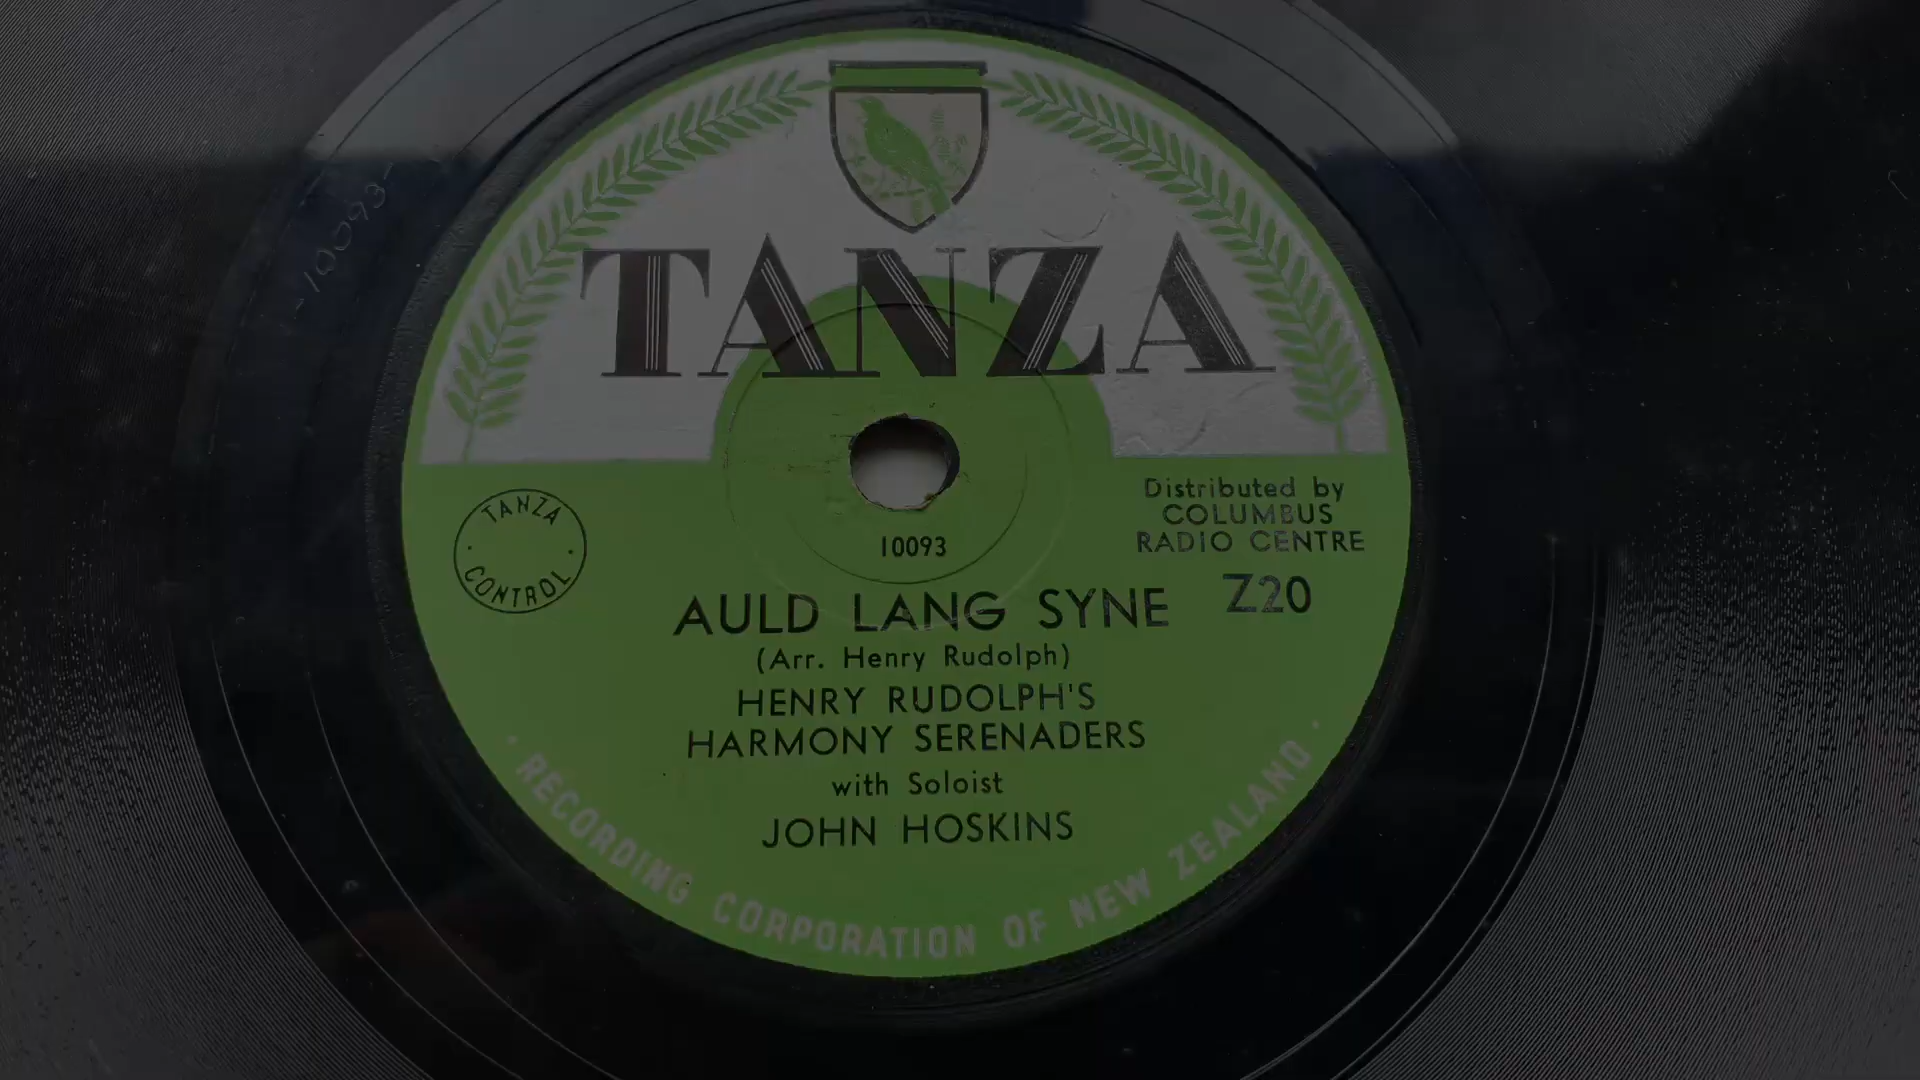 TANZA
-10093-
TANZA
CONTROL
Distributed by
COLUMBUS
RADIO CENTRE
10093
Z20
AULD LANG SYNE
(Arr. Henry Rudolph)
HENRY RUDOLPH'S
HARMONY SERENADERS
with Soloist
JOHN HOSKINS
· RECORDING CORPORATION OF NEW ZEALAND ·